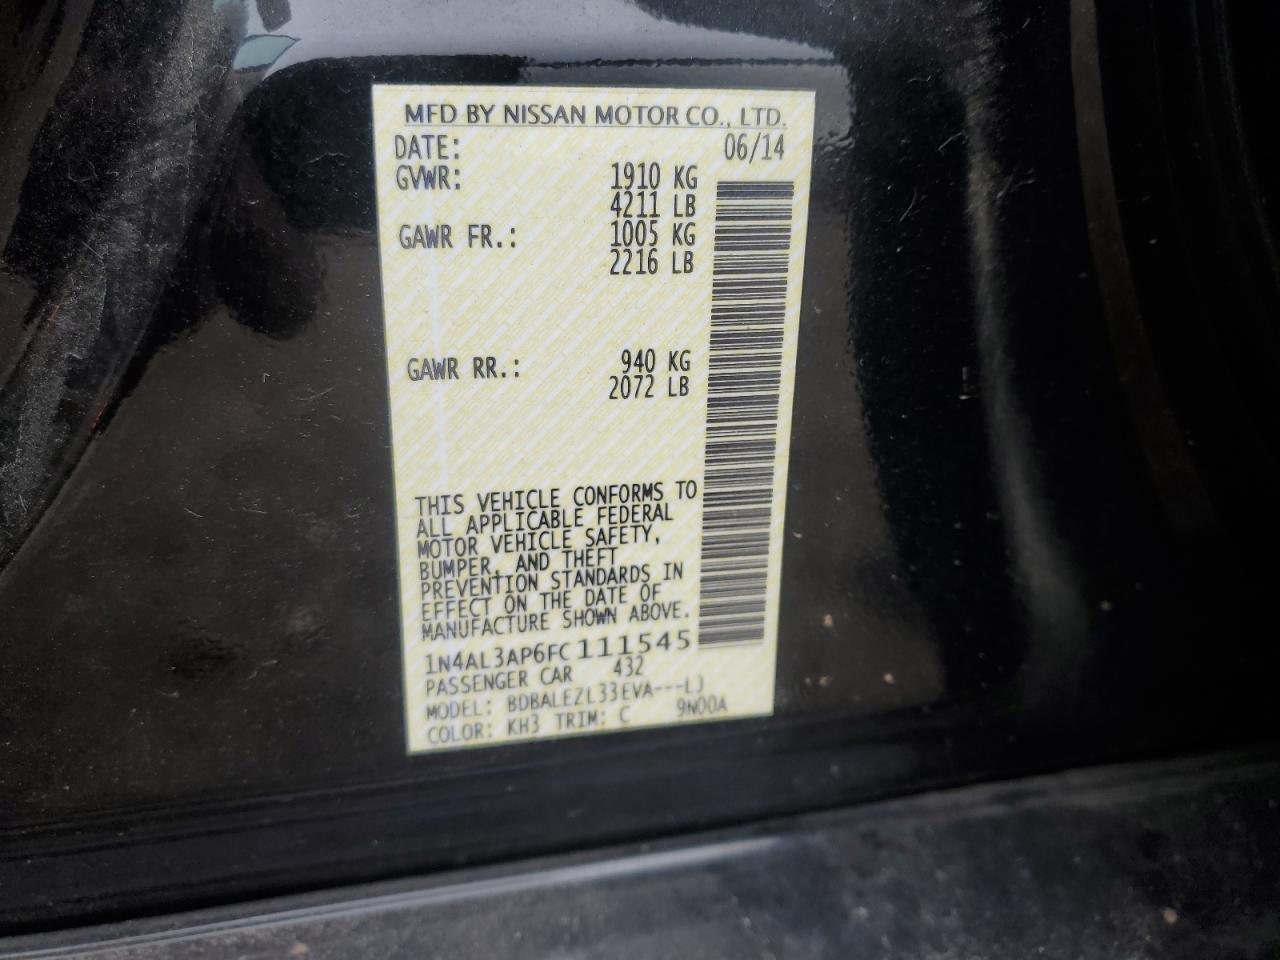 MFD BY NISSAN MOTOR CO., LTD.
DATE: 06/14
GVWR: 1910 KG
4211 LB
GAWR FR.: 1005 KG
2216 LB
GAWR RR.: 940 KG
2072 LB
THIS VEHICLE CONFORMS TO
ALL APPLICABLE FEDERAL
MOTOR VEHICLE SAFETY,
BUMPER, AND THEFT
PREVENTION STANDARDS IN
EFFECT ON THE DATE OF
MANUFACTURE SHOWN ABOVE.
1N4AL3AP6FC111545
PASSENGER CAR 432
MODEL: BDBALEZL33EVA---LJ
COLOR: KH3 TRIM: C 9N00A